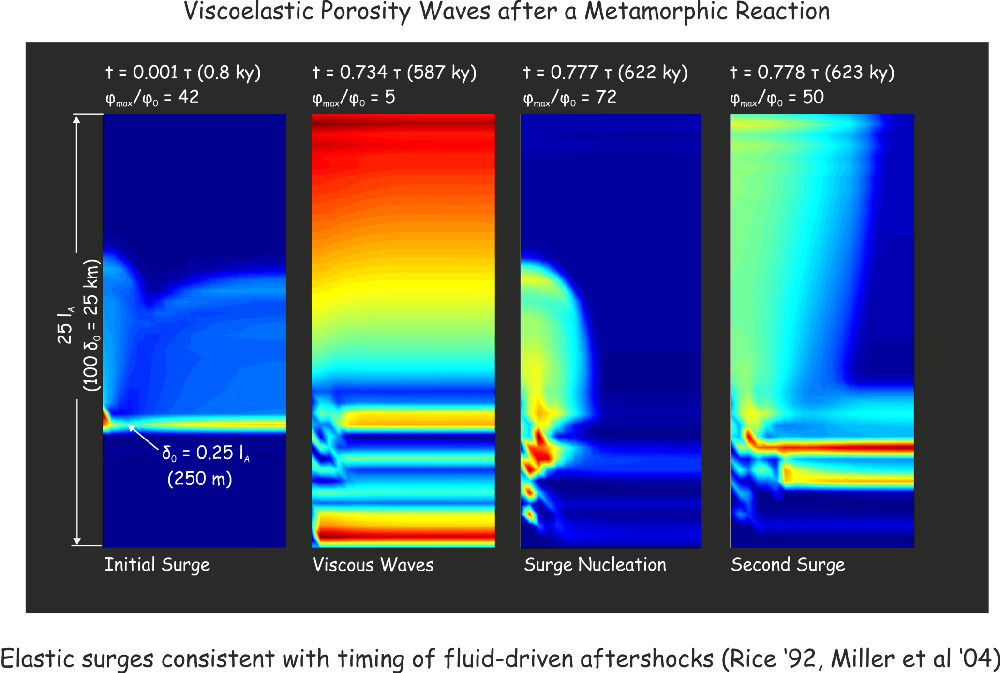 Viscoelastic Porosity Waves after a Metamorphic Reaction
t = 0.001 τ (0.8 ky)
φmax/φ0 = 42
t = 0.734 τ (587 ky)
φmax/φ0 = 5
t = 0.777 τ (622 ky)
φmax/φ0 = 72
t = 0.778 τ (623 ky)
φmax/φ0 = 50
25 lA
(100 δ0 = 25 km)
δ0 = 0.25 lA
(250 m)
Initial Surge
Viscous Waves
Surge Nucleation
Second Surge
Elastic surges consistent with timing of fluid-driven aftershocks (Rice ‘92, Miller et al ‘04)